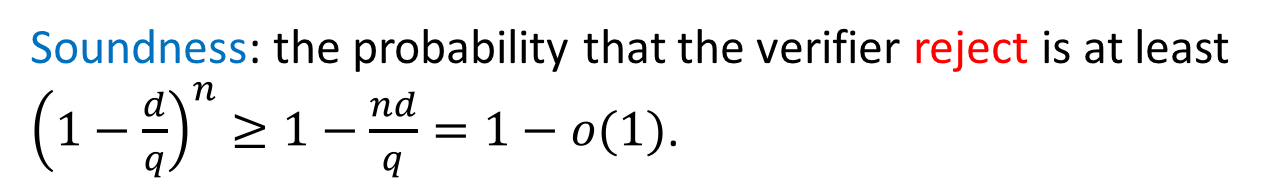 Soundness: the probability that the verifier reject is at least
(1 − d/q)^n ≥ 1 − nd/q = 1 − o(1).